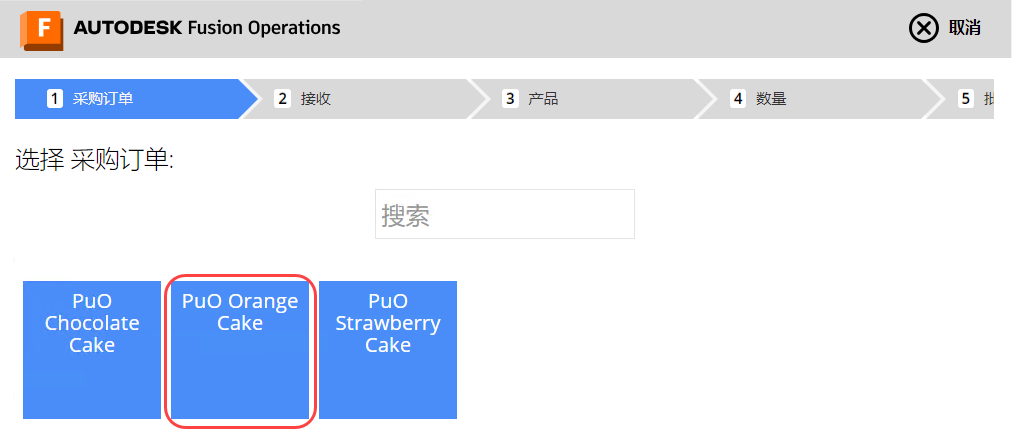 F AUTODESK Fusion Operations 取消
1 采购订单 2 接收 3 产品 4 数量 5
选择 采购订单:
搜索
PuO Chocolate Cake
PuO Orange Cake
PuO Strawberry Cake